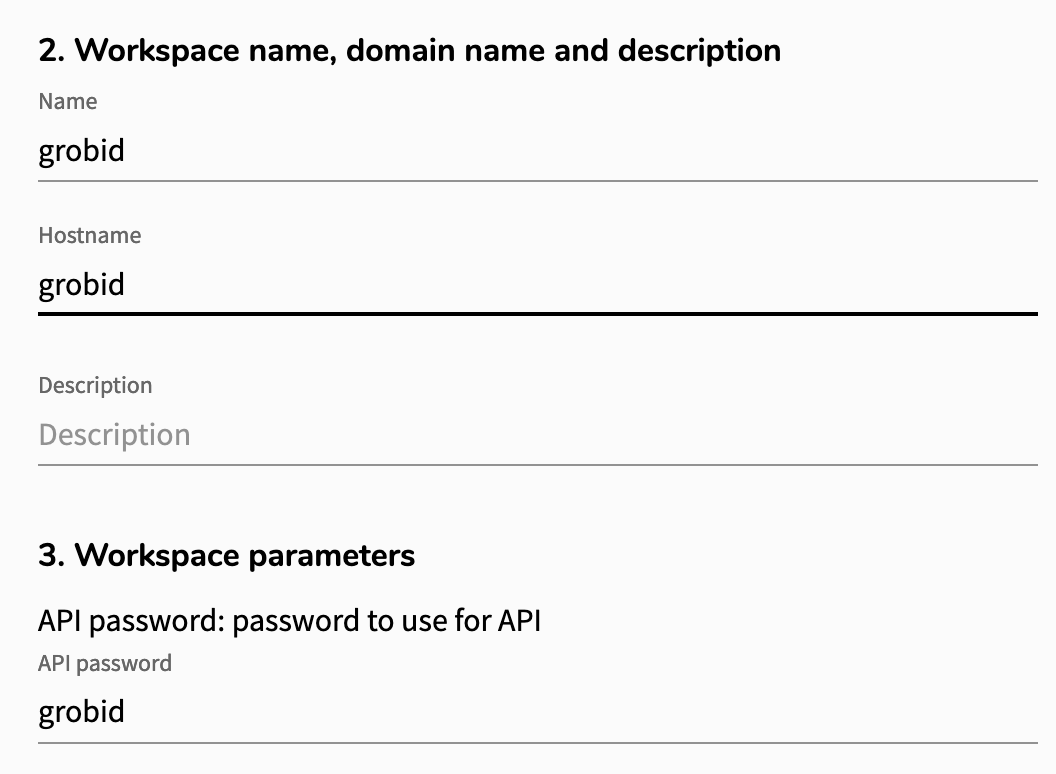 2. Workspace name, domain name and description
Name
grobid
Hostname
grobid
Description
Description
3. Workspace parameters
API password: password to use for API
API password
grobid